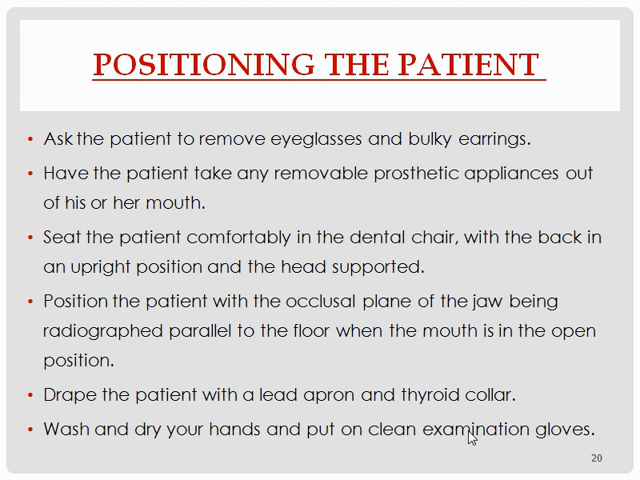 POSITIONING THE PATIENT
• Ask the patient to remove eyeglasses and bulky earrings.
• Have the patient take any removable prosthetic appliances out
of his or her mouth.
• Seat the patient comfortably in the dental chair, with the back in
an upright position and the head supported.
• Position the patient with the occlusal plane of the jaw being
radiographed parallel to the floor when the mouth is in the open
position.
• Drape the patient with a lead apron and thyroid collar.
• Wash and dry your hands and put on clean examination gloves.
20